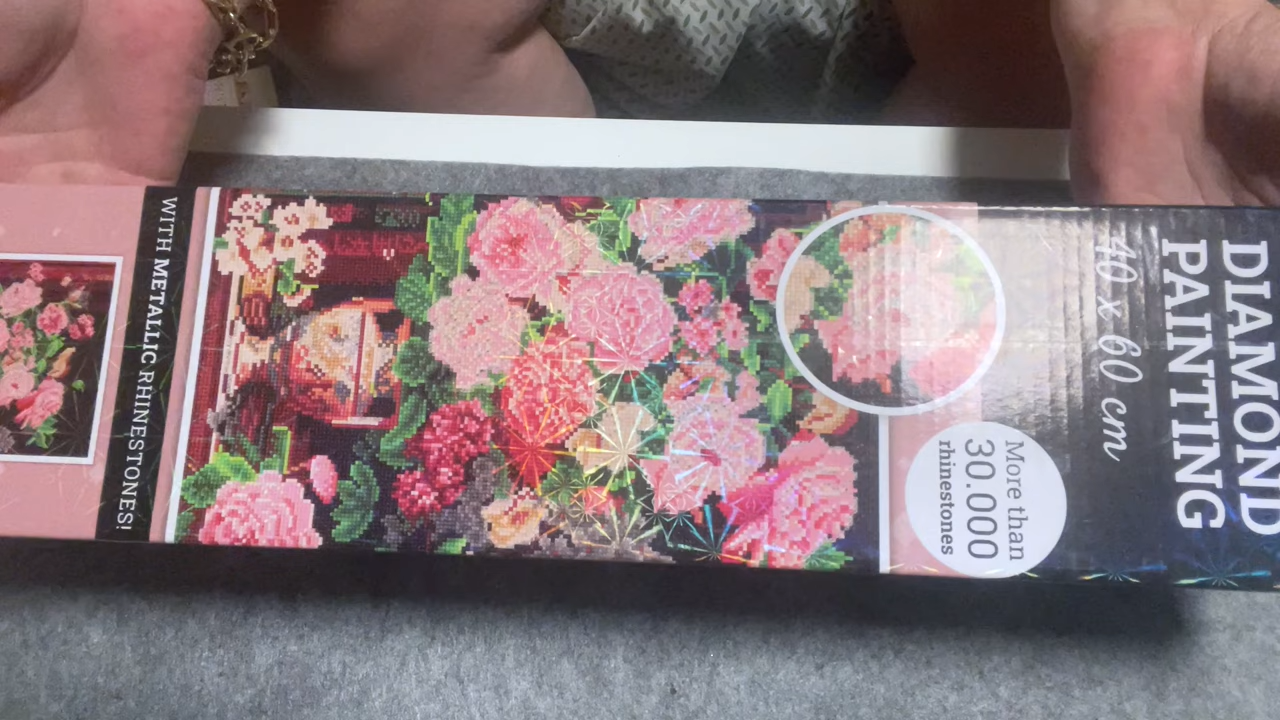 DIAMOND
PAINTING
40 x 60 cm
More than
30.000
rhinestones
WITH METALLIC RHINESTONES!